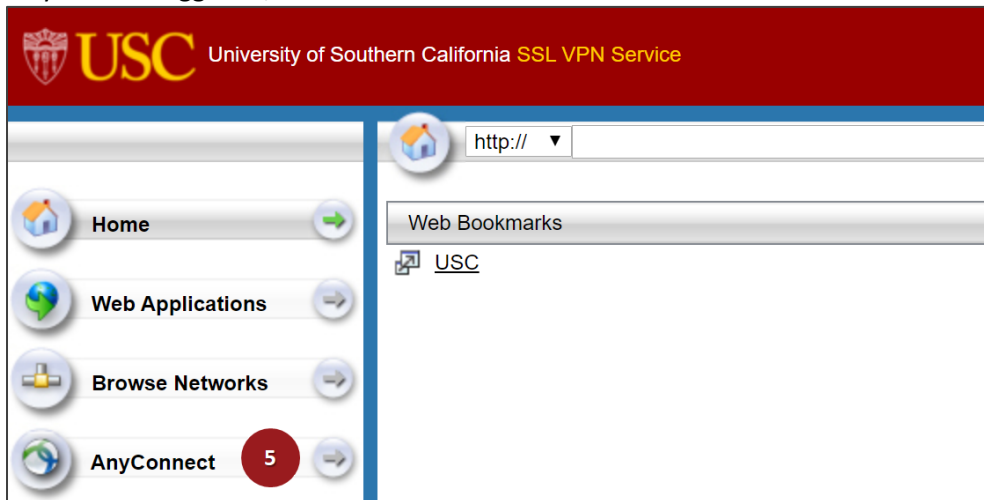 USC University of Southern California SSL VPN Service
http:// ▼
Home
Web Bookmarks
USC
Web Applications
Browse Networks
AnyConnect 5